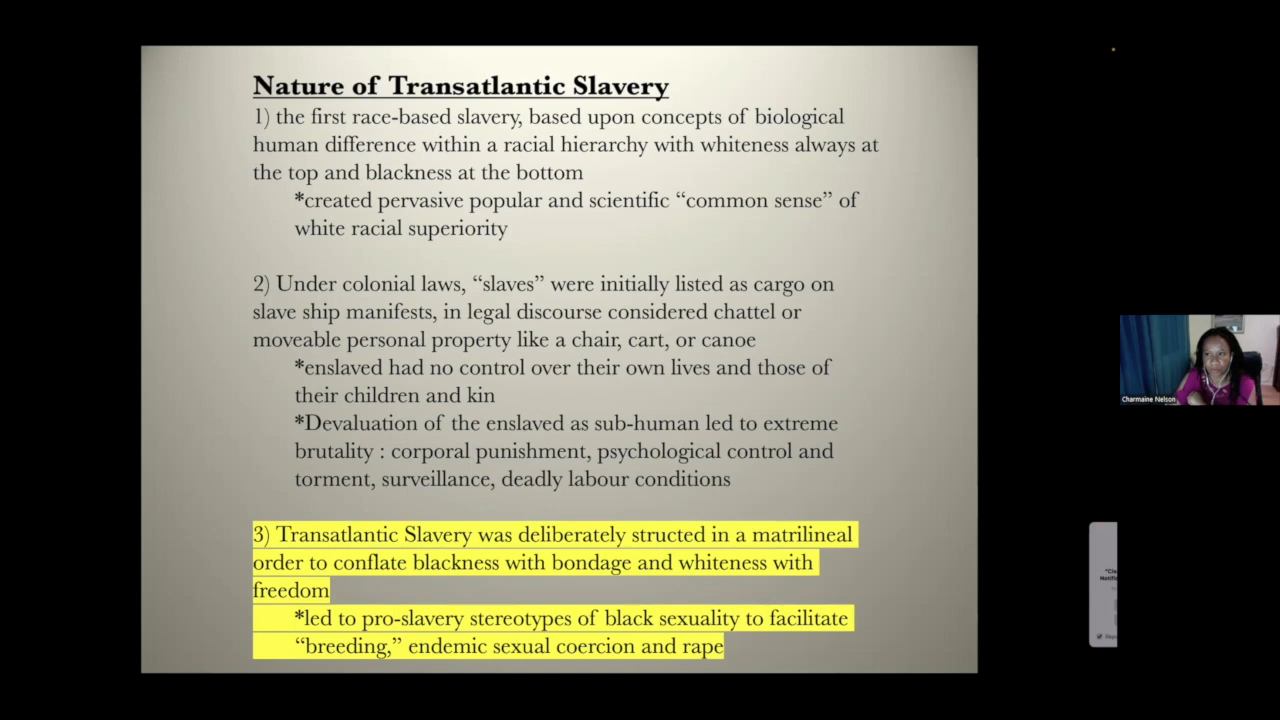 Nature of Transatlantic Slavery
1) the first race-based slavery, based upon concepts of biological
human difference within a racial hierarchy with whiteness always at
the top and blackness at the bottom
*created pervasive popular and scientific “common sense” of
white racial superiority
2) Under colonial laws, “slaves” were initially listed as cargo on
slave ship manifests, in legal discourse considered chattel or
moveable personal property like a chair, cart, or canoe
*enslaved had no control over their own lives and those of
their children and kin
*Devaluation of the enslaved as sub-human led to extreme
brutality : corporal punishment, psychological control and
torment, surveillance, deadly labour conditions
3) Transatlantic Slavery was deliberately structed in a matrilineal
order to conflate blackness with bondage and whiteness with
freedom
*led to pro-slavery stereotypes of black sexuality to facilitate
“breeding,” endemic sexual coercion and rape
Charmaine Nelson